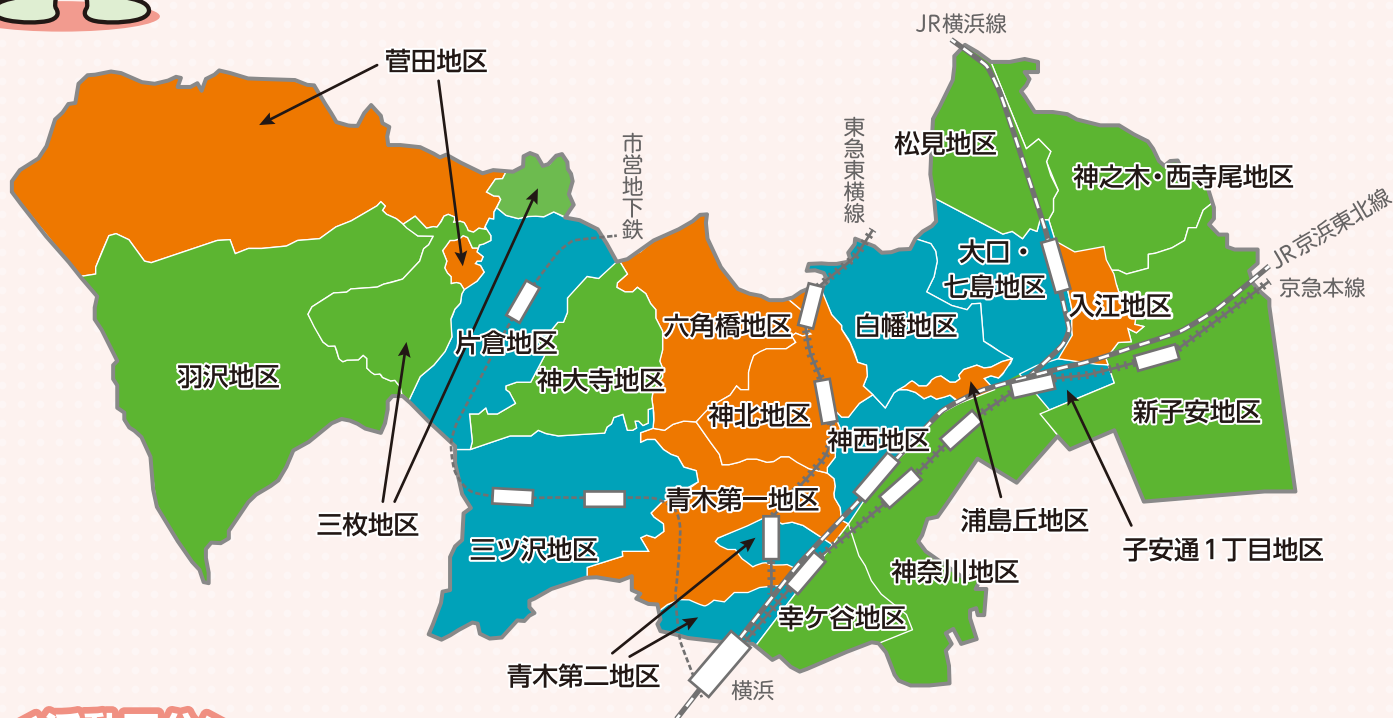 JR横浜線
菅田地区
東急東横線
市営地下鉄
松見地区
神之木・西寺尾地区
JR京浜東北線
大口・
七島地区
京急本線
入江地区
六角橋地区
白幡地区
片倉地区
羽沢地区
神大寺地区
神北地区
新子安地区
神西地区
青木第一地区
三枚地区
浦島丘地区
三ツ沢地区
子安通1丁目地区
神奈川地区
幸ケ谷地区
青木第二地区
横浜